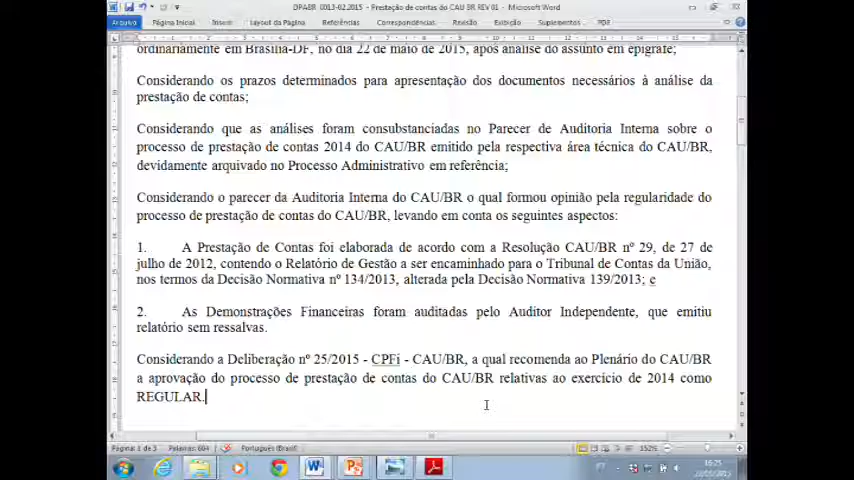 DPABR_0013-02.2015 - Prestação de contas do CAU BR REV 01 - Microsoft Word
Arquivo Página Inicial Inserir Layout da Página Referências Correspondências Revisão Exibição Suplementos PDF
ordinariamente em Brasília-DF, no dia 22 de maio de 2015, após análise do assunto em epígrafe;
Considerando os prazos determinados para apresentação dos documentos necessários à análise da
prestação de contas;
Considerando que as análises foram consubstanciadas no Parecer de Auditoria Interna sobre o
processo de prestação de contas 2014 do CAU/BR emitido pela respectiva área técnica do CAU/BR,
devidamente arquivado no Processo Administrativo em referência;
Considerando o parecer da Auditoria Interna do CAU/BR o qual formou opinião pela regularidade do
processo de prestação de contas do CAU/BR, levando em conta os seguintes aspectos:
1. A Prestação de Contas foi elaborada de acordo com a Resolução CAU/BR nº 29, de 27 de
julho de 2012, contendo o Relatório de Gestão a ser encaminhado para o Tribunal de Contas da União,
nos termos da Decisão Normativa nº 134/2013, alterada pela Decisão Normativa 139/2013; e
2. As Demonstrações Financeiras foram auditadas pelo Auditor Independente, que emitiu
relatório sem ressalvas.
Considerando a Deliberação nº 25/2015 - CPFi - CAU/BR, a qual recomenda ao Plenário do CAU/BR
a aprovação do processo de prestação de contas do CAU/BR relativas ao exercício de 2014 como
REGULAR.
Página: 1 de 3 Palavras: 604 Português (Brasil) 152%
PT 16:25
22/05/2015